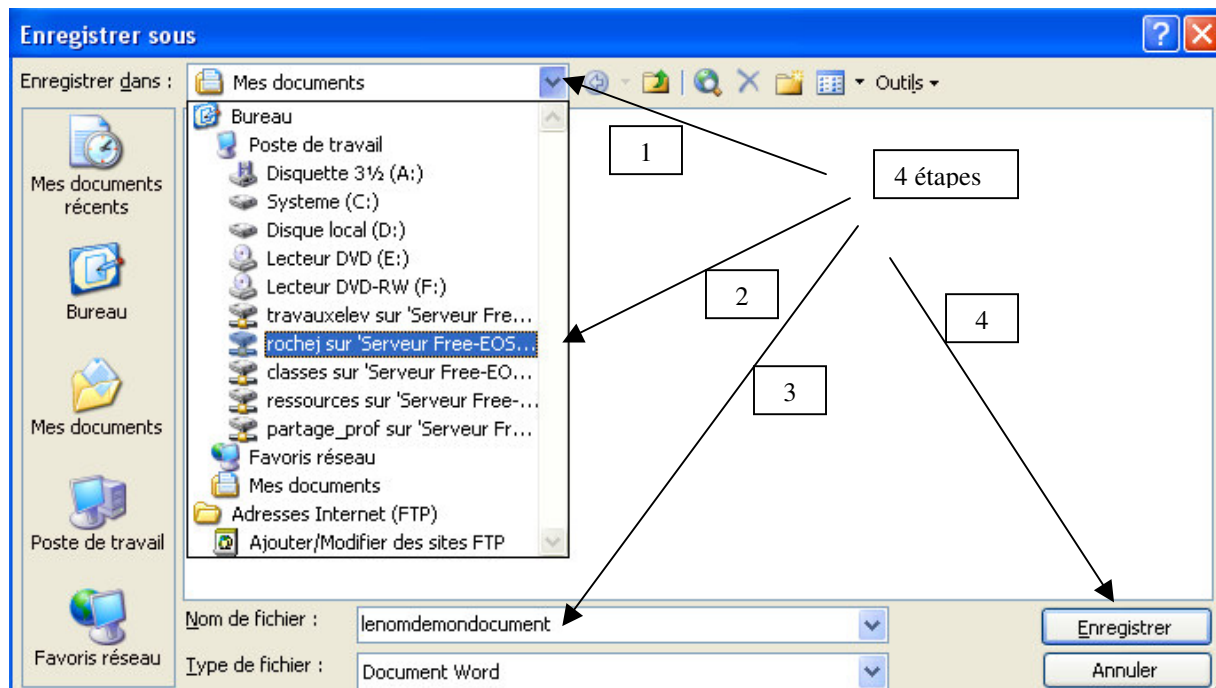 Enregistrer sous
Enregistrer dans :
Mes documents
Outils
Bureau
Poste de travail
Disquette 3½ (A:)
Systeme (C:)
Disque local (D:)
Lecteur DVD (E:)
Lecteur DVD-RW (F:)
travauxelev sur 'Serveur Fre...
rochej sur 'Serveur Free-EOS...
classes sur 'Serveur Free-EO...
ressources sur 'Serveur Free-...
partage_prof sur 'Serveur Fr...
Favoris réseau
Mes documents
Adresses Internet (FTP)
Ajouter/Modifier des sites FTP
Mes documents
récents
Bureau
Mes documents
Poste de travail
Favoris réseau
1
4 étapes
2
4
3
Nom de fichier :
lenomdemondocument
Enregistrer
Type de fichier :
Document Word
Annuler